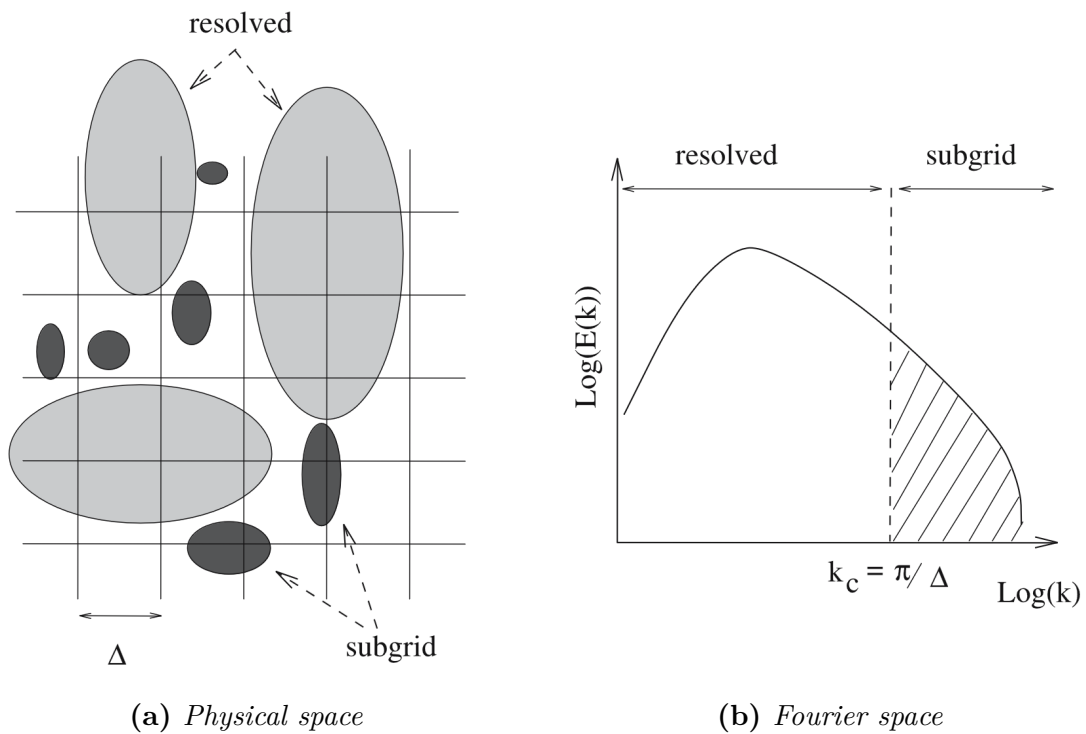 resolved
subgrid
Δ
(a) Physical space
resolved
subgrid
Log(E(k))
k_c = π/Δ
Log(k)
(b) Fourier space